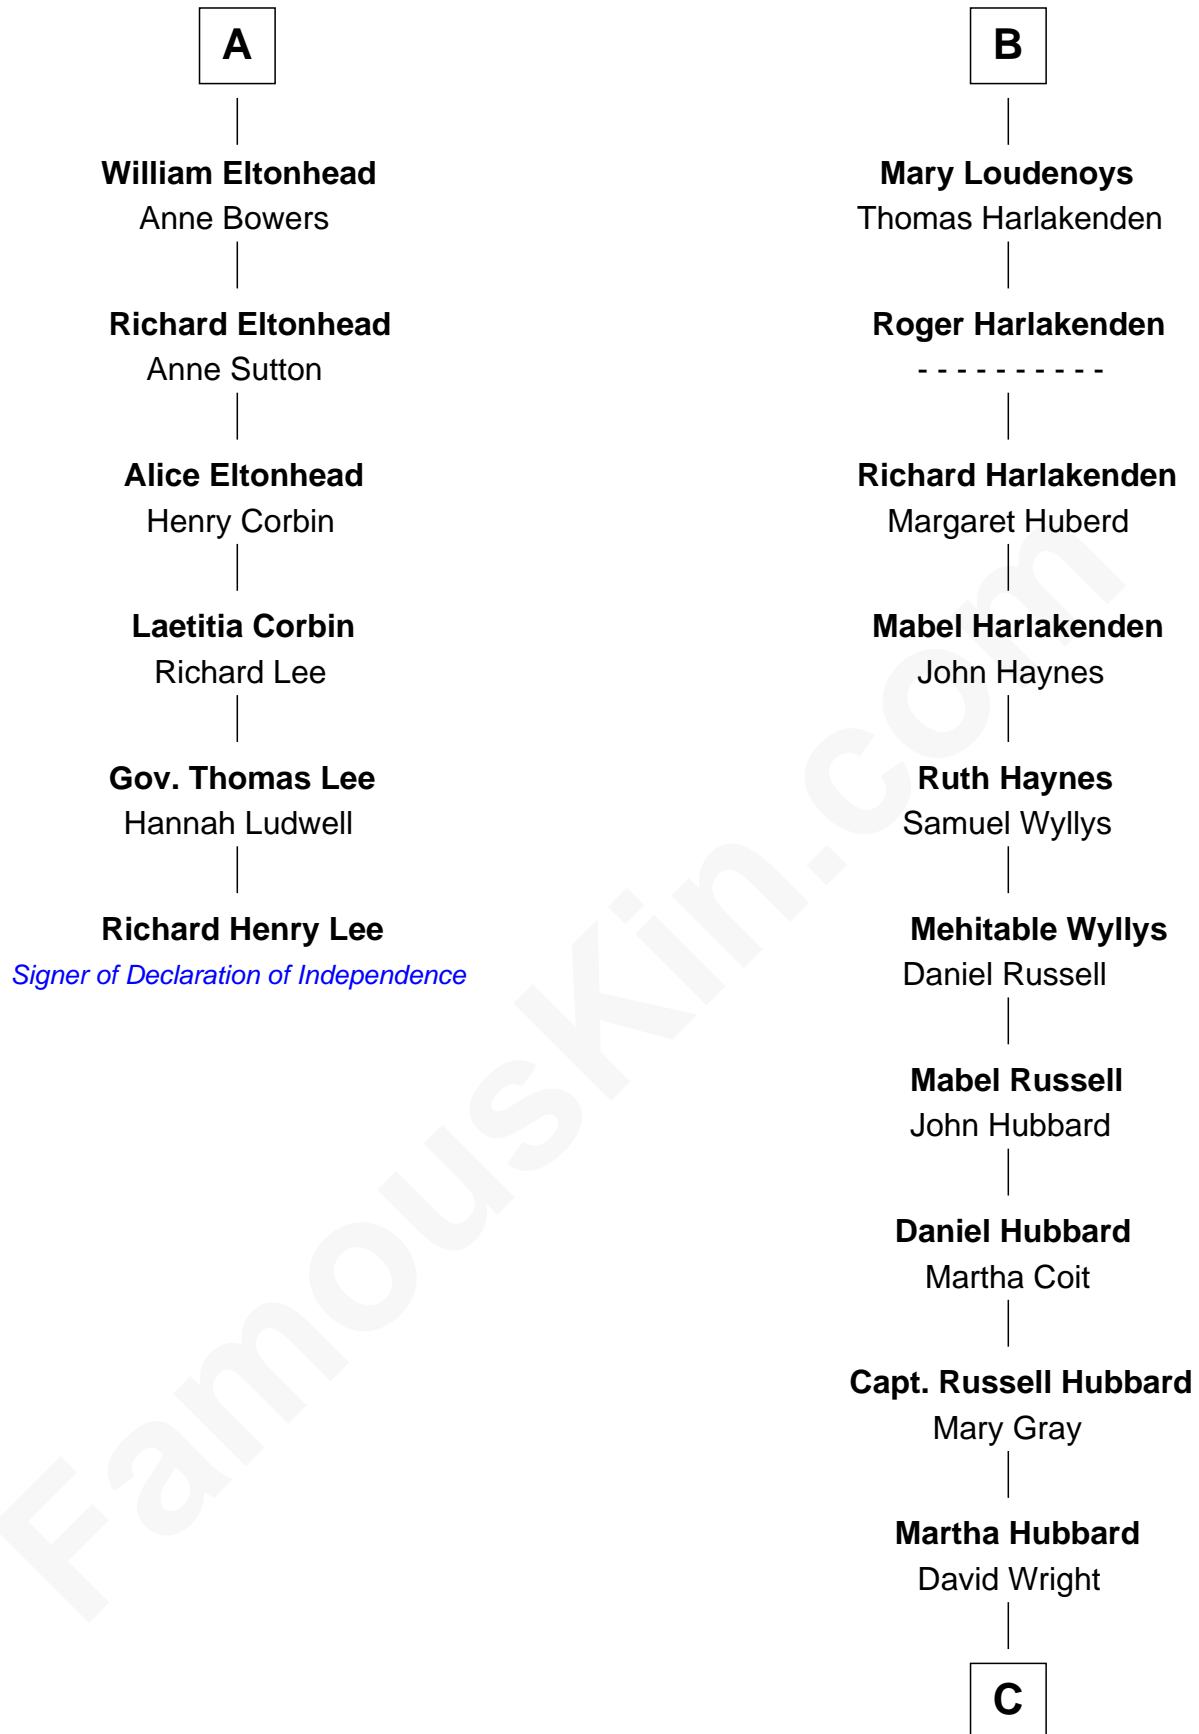 A
William Eltonhead
Anne Bowers
Richard Eltonhead
Anne Sutton
Alice Eltonhead
Henry Corbin
Laetitia Corbin
Richard Lee
Gov. Thomas Lee
Hannah Ludwell
Richard Henry Lee
Signer of Declaration of Independence
B
Mary Loudenoys
Thomas Harlakenden
Roger Harlakenden
- - - - - - - - - -
Richard Harlakenden
Margaret Huberd
Mabel Harlakenden
John Haynes
Ruth Haynes
Samuel Wyllys
Mehitable Wyllys
Daniel Russell
Mabel Russell
John Hubbard
Daniel Hubbard
Martha Coit
Capt. Russell Hubbard
Mary Gray
Martha Hubbard
David Wright
C
FamousKin.com